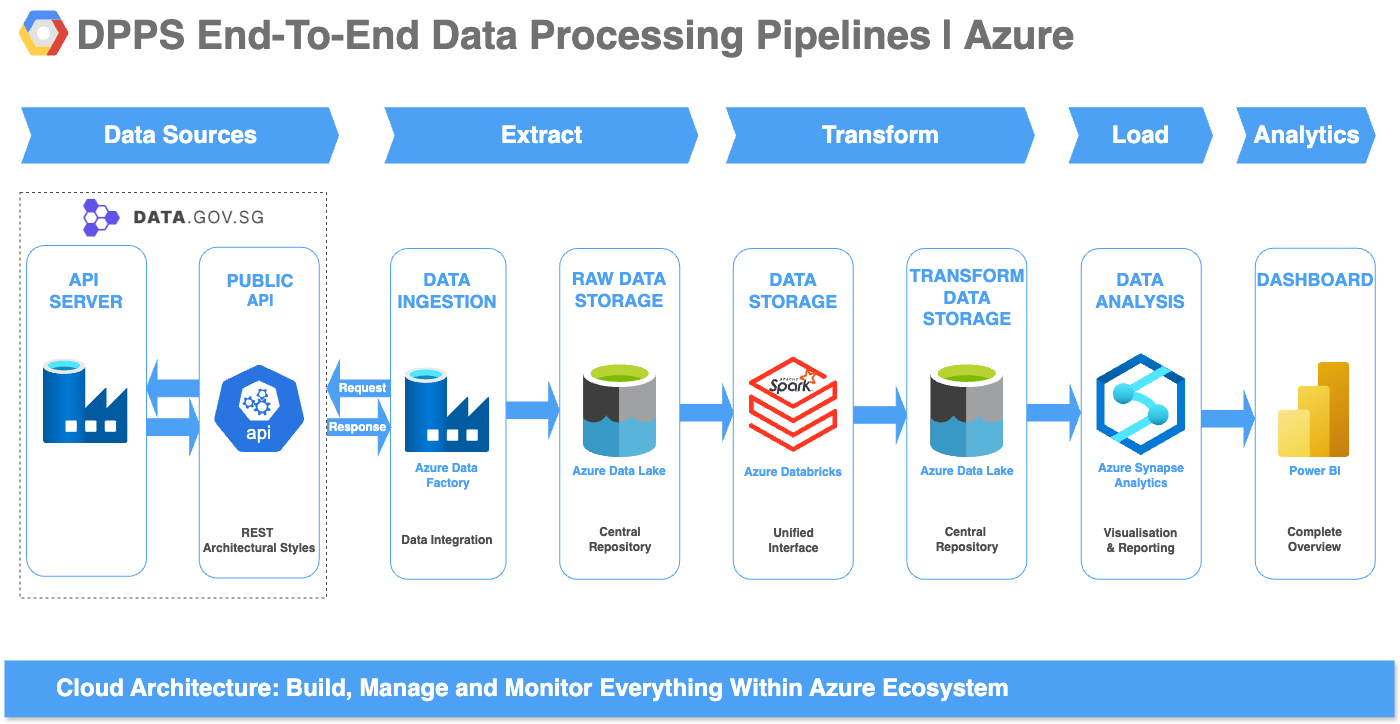 DPPS End-To-End Data Processing Pipelines | Azure
Data Sources
Extract
Transform
Load
Analytics
DATA.GOV.SG
API
SERVER
PUBLIC
API
api
REST
Architectural Styles
Request
Response
DATA
INGESTION
Azure Data
Factory
Data Integration
RAW DATA
STORAGE
Azure Data Lake
Central
Repository
DATA
STORAGE
APACHE
Spark
Azure Databricks
Unified
Interface
TRANSFORM
DATA
STORAGE
Azure Data Lake
Central
Repository
DATA
ANALYSIS
Azure Synapse
Analytics
Visualisation
& Reporting
DASHBOARD
Power BI
Complete
Overview
Cloud Architecture: Build, Manage and Monitor Everything Within Azure Ecosystem